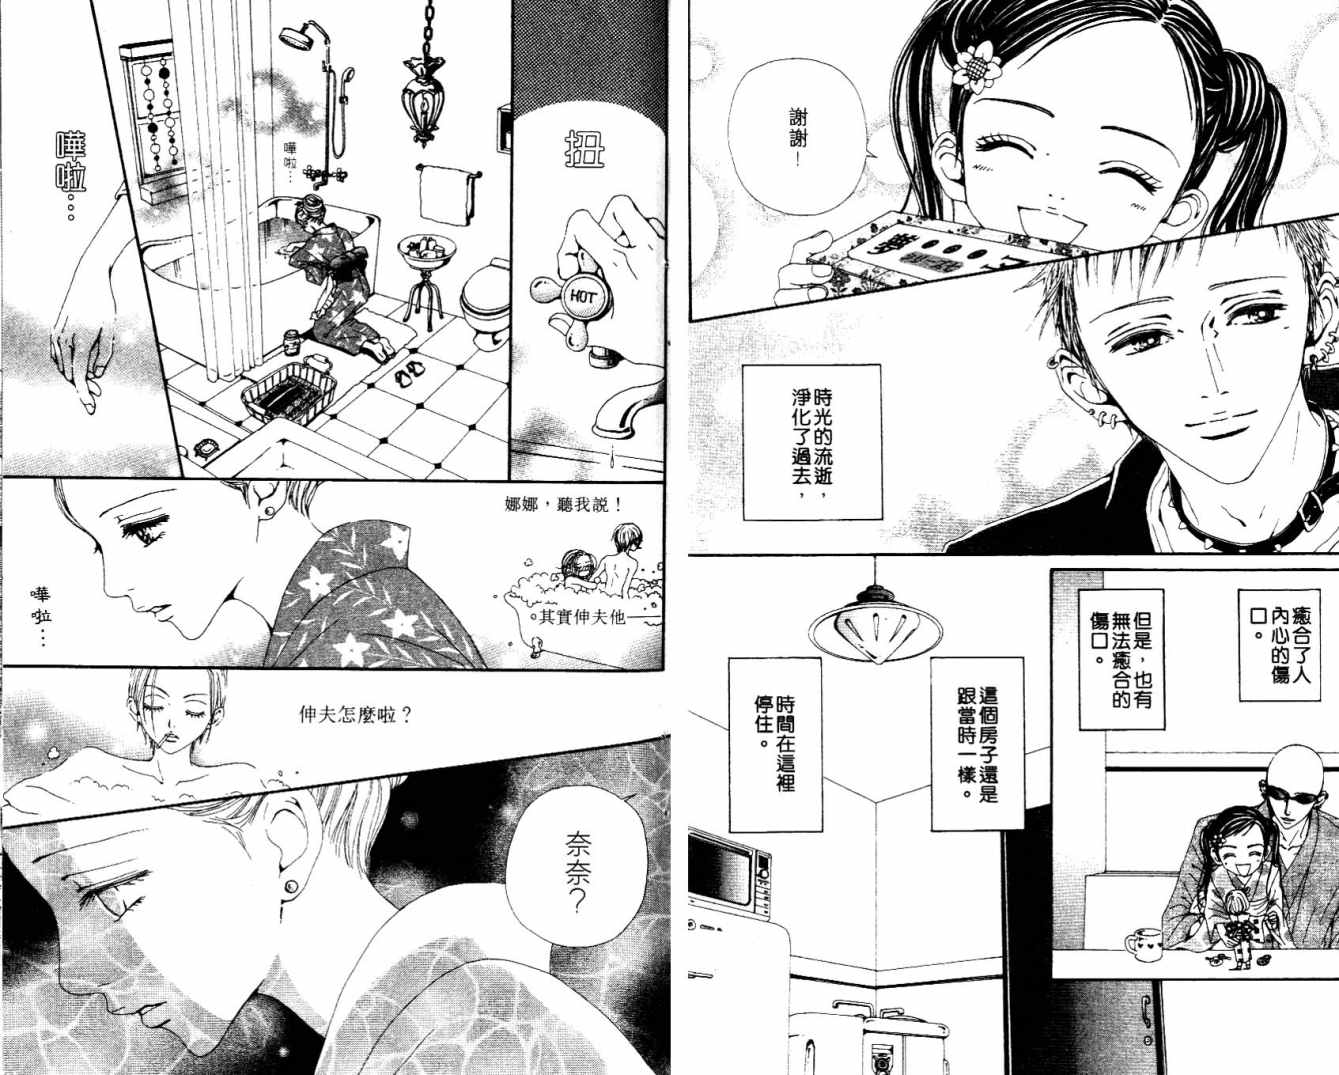 謝謝！
時光的流逝，
淨化了過去，
癒合了人
內心的傷
口。
但是，也有
無法癒合的
傷口。
這個房子還是
跟當時一樣。
時間在這裡
停住。
扭
HOT
嘩啦…
嘩啦…
娜娜，聽我說！
其實伸夫他——。
嘩啦…
伸夫怎麼啦？
奈
奈？